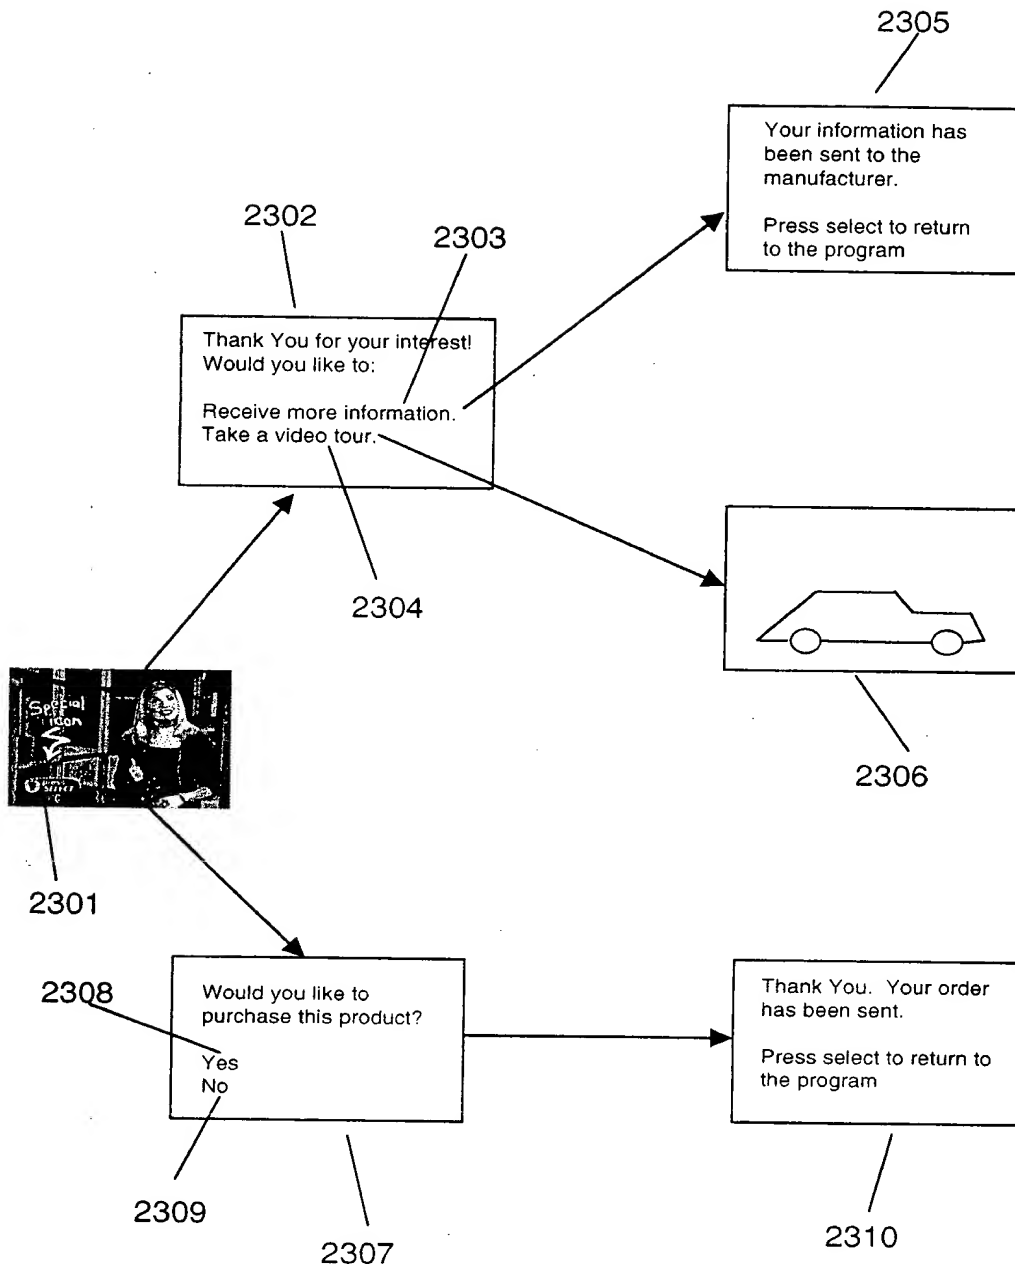 2305
Your information has
been sent to the
manufacturer.
Press select to return
to the program
2302
2303
Thank You for your interest!
Would you like to:
Receive more information.
Take a video tour.
2304
2306
Special
icon
2301
2308
Would you like to
purchase this product?
Yes
No
2309
2307
Thank You. Your order
has been sent.
Press select to return to
the program
2310